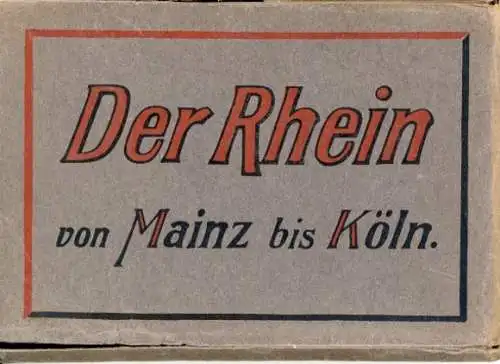 Der Rhein
von Mainz bis Köln.